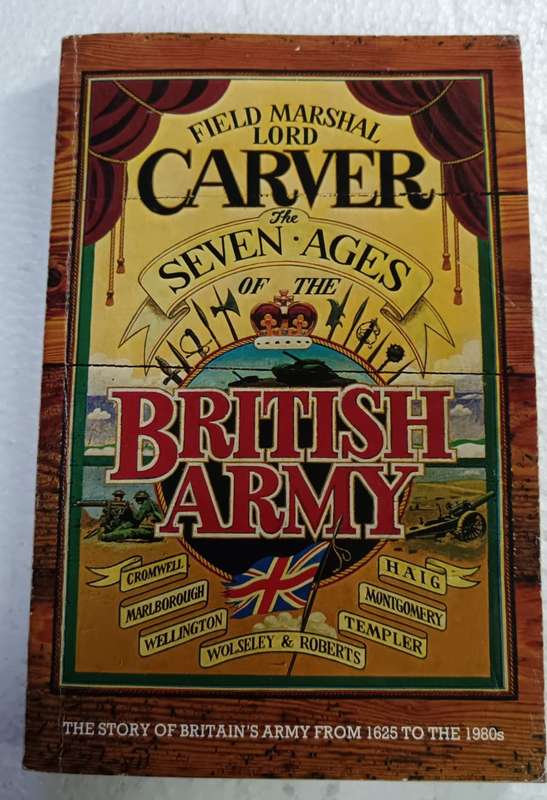 FIELD MARSHAL
LORD
CARVER
The
SEVEN · AGES
OF THE
BRITISH
ARMY
CROMWELL
MARLBOROUGH
WELLINGTON
WOLSELEY & ROBERTS
HAIG
MONTGOMERY
TEMPLER
THE STORY OF BRITAIN'S ARMY FROM 1625 TO THE 1980s